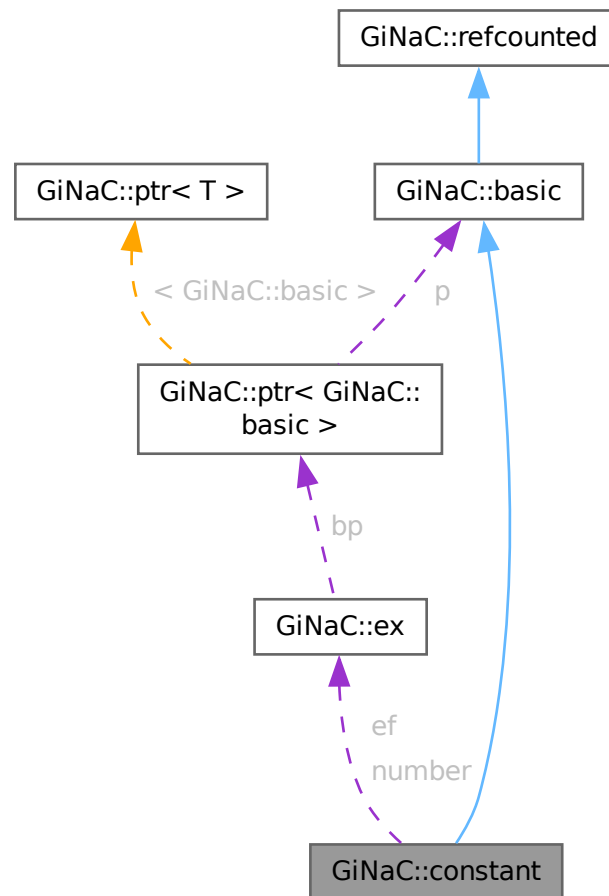 GiNaC::refcounted
GiNaC::ptr< T >
GiNaC::basic
< GiNaC::basic >
p
GiNaC::ptr< GiNaC::
basic >
bp
GiNaC::ex
ef
number
GiNaC::constant